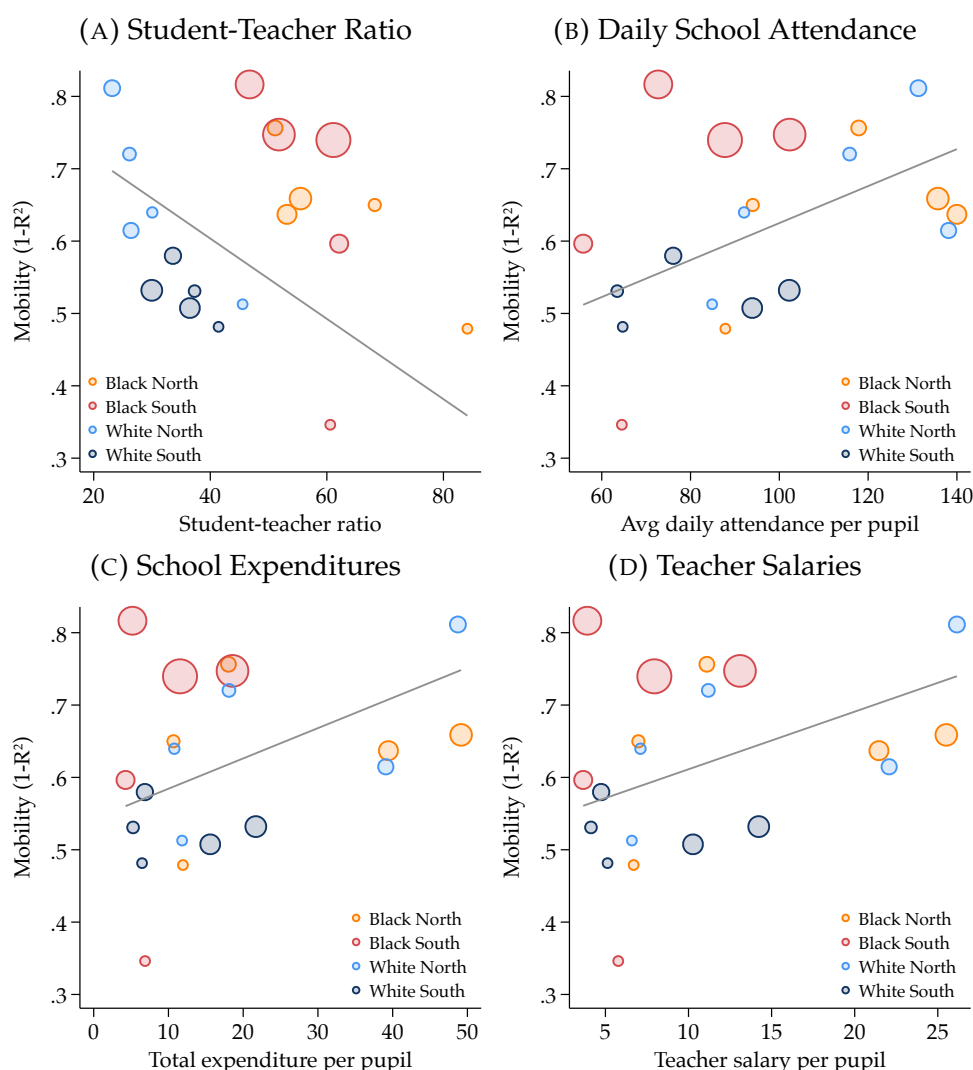 (A) Student-Teacher Ratio
Mobility (1-R²)
.8
.7
.6
.5
.4
.3
Black North
Black South
White North
White South
20 40 60 80
Student-teacher ratio
(B) Daily School Attendance
Mobility (1-R²)
.8
.7
.6
.5
.4
.3
Black North
Black South
White North
White South
60 80 100 120 140
Avg daily attendance per pupil
(C) School Expenditures
Mobility (1-R²)
.8
.7
.6
.5
.4
.3
Black North
Black South
White North
White South
0 10 20 30 40 50
Total expenditure per pupil
(D) Teacher Salaries
Mobility (1-R²)
.8
.7
.6
.5
.4
.3
Black North
Black South
White North
White South
5 10 15 20 25
Teacher salary per pupil